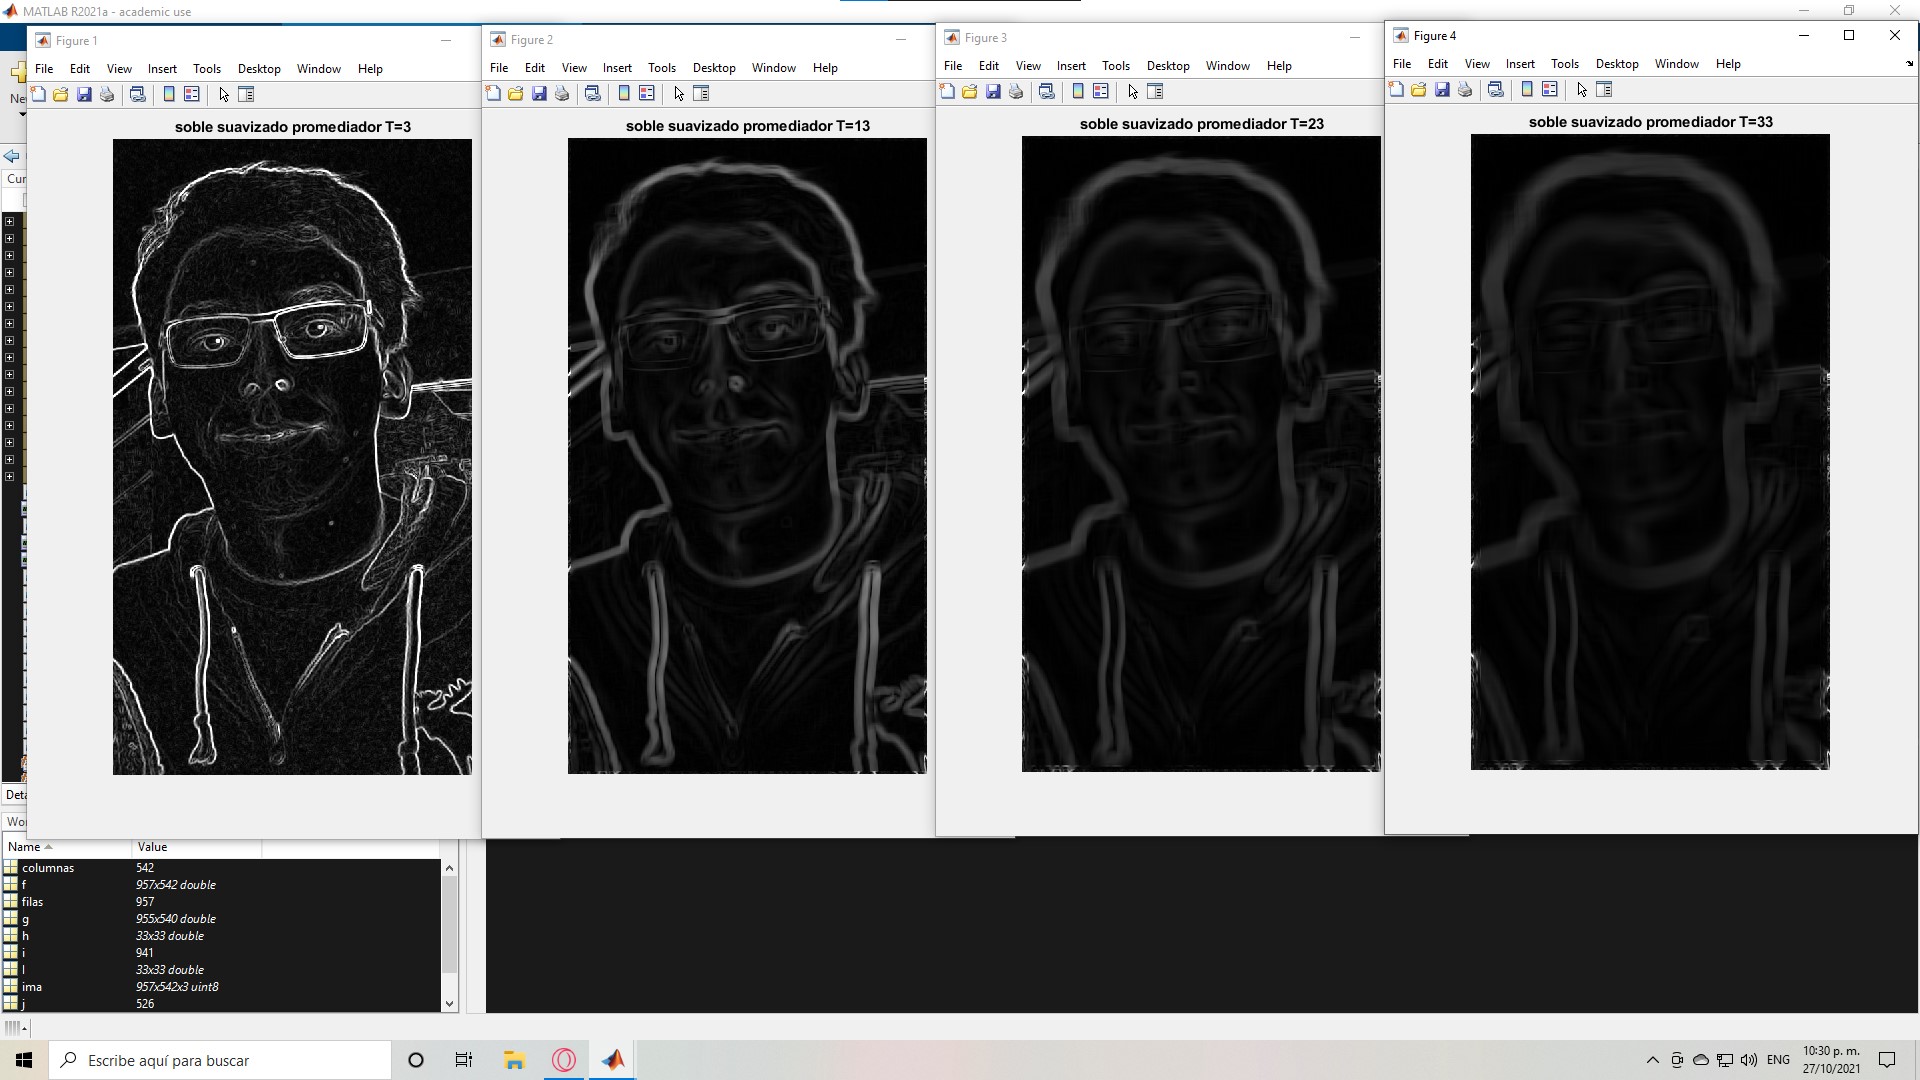 MATLAB R2021a - academic use
Figure 1
File Edit View Insert Tools Desktop Window Help
soble suavizado promediador T=3
Figure 2
File Edit View Insert Tools Desktop Window Help
soble suavizado promediador T=13
Figure 3
File Edit View Insert Tools Desktop Window Help
soble suavizado promediador T=23
Figure 4
File Edit View Insert Tools Desktop Window Help
soble suavizado promediador T=33
Ne
Cur
Deta
Wor
Name Value
columnas 542
f 957x542 double
filas 957
g 955x540 double
h 33x33 double
i 941
l 33x33 double
ima 957x542x3 uint8
j 526
Escribe aquí para buscar
ENG
10:30 p. m.
27/10/2021